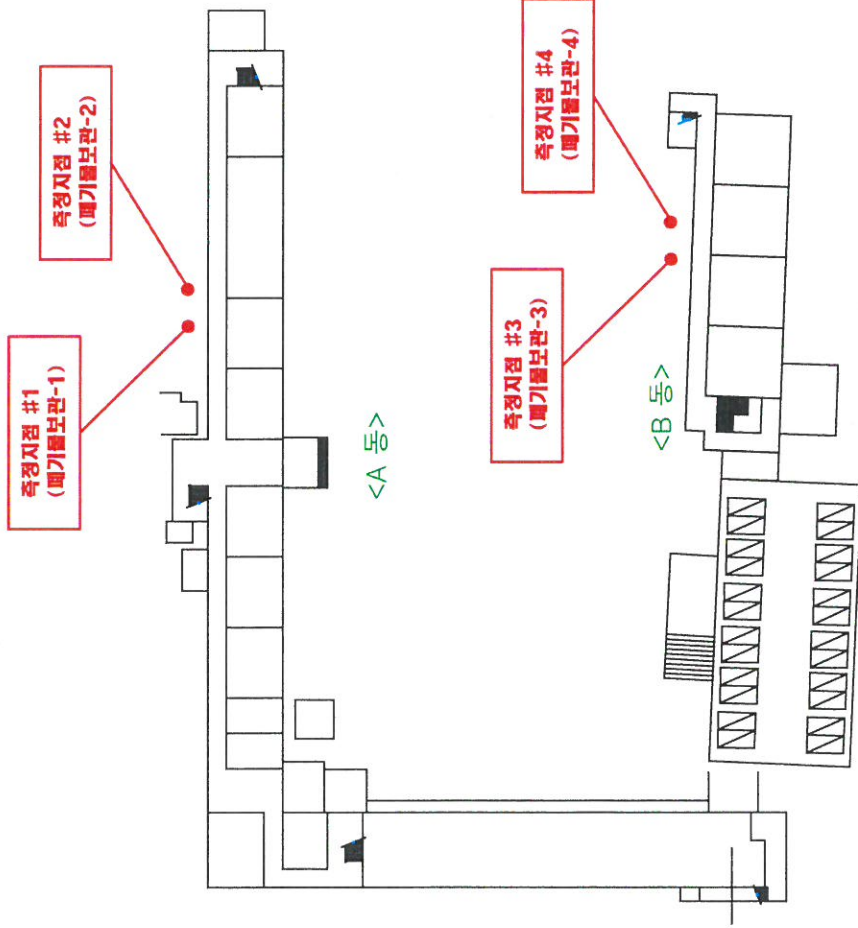 측정지점 #1
(폐기물보관-1)
측정지점 #2
(폐기물보관-2)
<A 동>
측정지점 #3
(폐기물보관-3)
측정지점 #4
(폐기물보관-4)
<B 동>